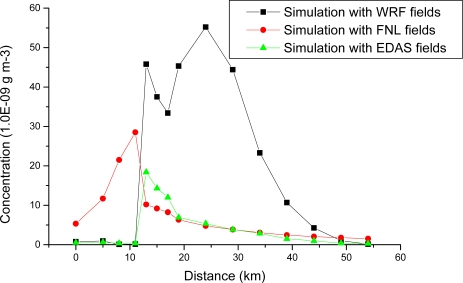 Simulation with WRF fields
Simulation with FNL fields
Simulation with EDAS fields
Concentration (1.0E-09 g m-3)
60
50
40
30
20
10
0
0 10 20 30 40 50 60
Distance (km)